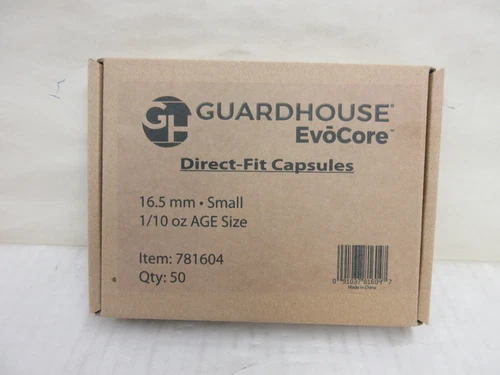 GH GUARDHOUSE®
EvōCore™
Direct-Fit Capsules
16.5 mm • Small
1/10 oz AGE Size
Item: 781604
Qty: 50
Made in China